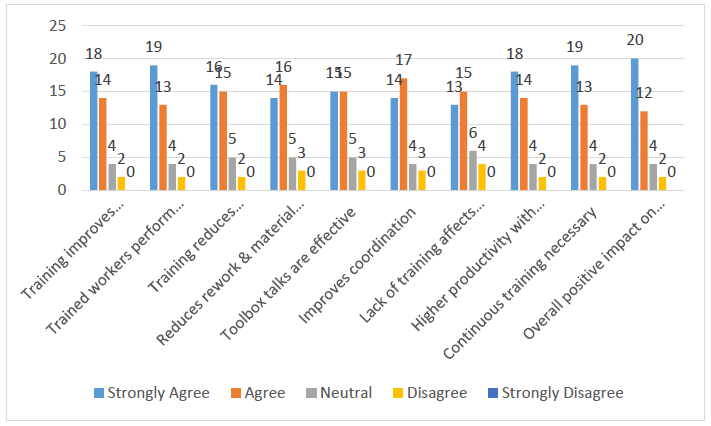 25
20
15
10
5
0
18 14 4 2 0
19 13 4 2 0
16 15 5 2 0
14 16 5 3 0
15 15 5 3 0
14 17 4 3 0
13 15 6 4 0
18 14 4 2 0
19 13 4 2 0
20 12 4 2 0
Training improves...
Trained workers perform...
Training reduces...
Reduces rework & material...
Toolbox talks are effective
Improves coordination
Lack of training affects...
Higher productivity with...
Continuous training necessary
Overall positive impact on...
Strongly Agree Agree Neutral Disagree Strongly Disagree